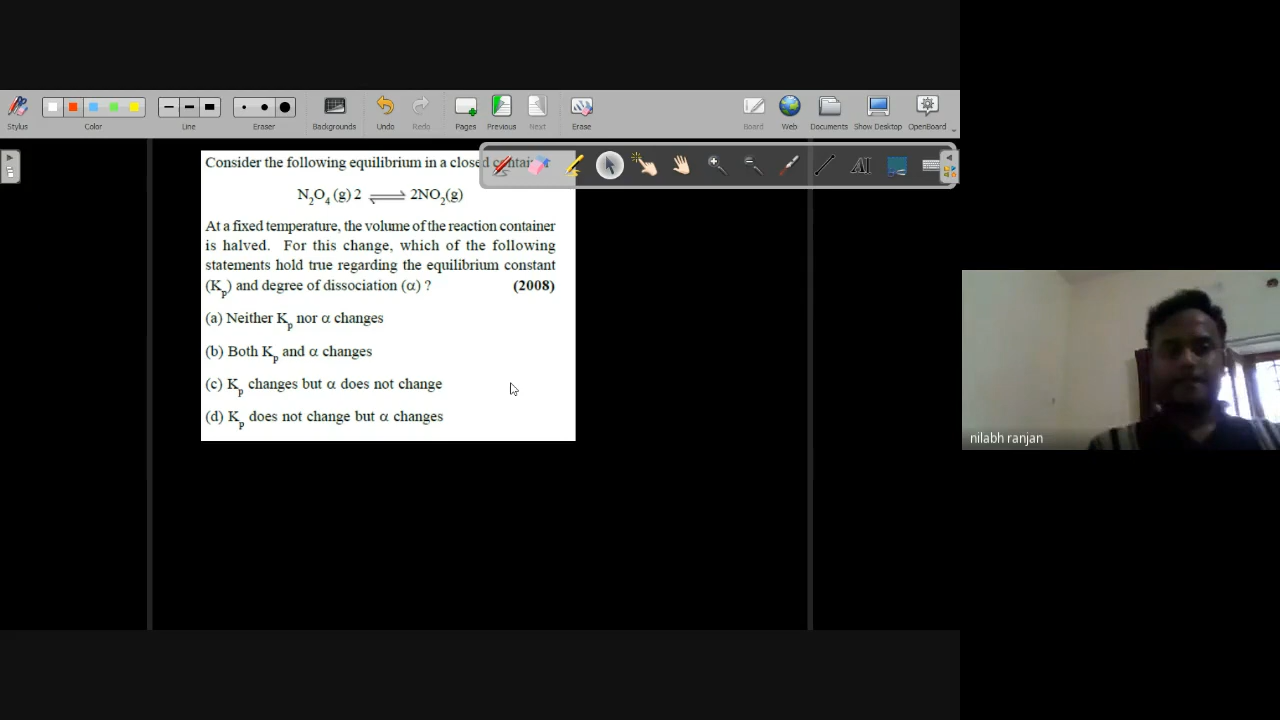 Stylus Color Line Eraser Backgrounds Undo Redo Pages Previous Next Erase Board Web Documents Show Desktop OpenBoard
Consider the following equilibrium in a closed
N₂O₄ (g) 2 ⇌ 2NO₂(g)
At a fixed temperature, the volume of the reaction container
is halved. For this change, which of the following
statements hold true regarding the equilibrium constant
(Kₚ) and degree of dissociation (α) ? (2008)
(a) Neither Kₚ nor α changes
(b) Both Kₚ and α changes
(c) Kₚ changes but α does not change
(d) Kₚ does not change but α changes
nilabh ranjan